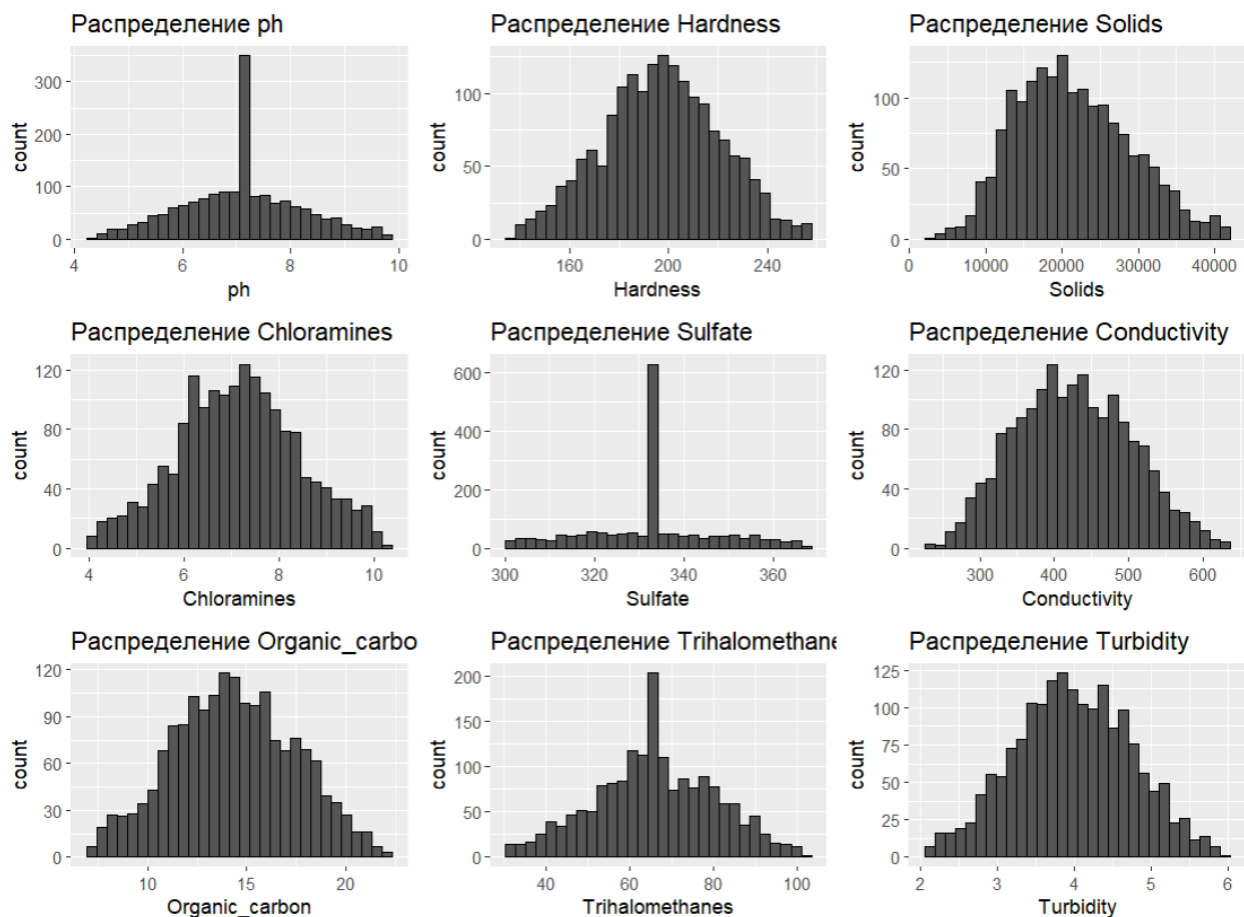 Распределение ph
Распределение Hardness
Распределение Solids
count
300
200
100
0
4
6
8
10
ph
count
100
50
0
160
200
240
Hardness
count
100
50
0
0
10000
20000
30000
40000
Solids
Распределение Chloramines
Распределение Sulfate
Распределение Conductivity
count
120
80
40
0
4
6
8
10
Chloramines
count
600
400
200
0
300
320
340
360
Sulfate
count
120
80
40
0
300
400
500
600
Conductivity
Распределение Organic_carbo
Распределение Trihalomethane
Распределение Turbidity
count
120
90
60
30
0
10
15
20
Organic_carbon
count
200
150
100
50
0
40
60
80
100
Trihalomethanes
count
125
100
75
50
25
0
2
3
4
5
6
Turbidity